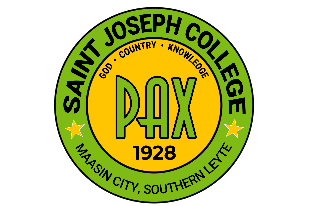 SAINT JOSEPH COLLEGE
GOD • COUNTRY • KNOWLEDGE
PAX
1928
MAASIN CITY, SOUTHERN LEYTE